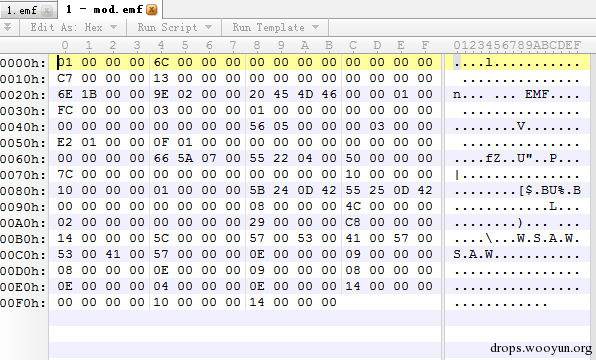 1.emf 1 - mod.emf
Edit As: Hex Run Script Run Template
0 1 2 3 4 5 6 7 8 9 A B C D E F 0123456789ABCDEF
0000h: 01 00 00 00 6C 00 00 00 00 00 00 00 00 00 00 00 ....l...........
0010h: C7 00 00 00 13 00 00 00 00 00 00 00 00 00 00 00 ................
0020h: 6E 1B 00 00 9E 02 00 00 20 45 4D 46 00 00 01 00 n... ... EMF....
0030h: FC 00 00 00 03 00 00 00 01 00 00 00 00 00 00 00 ................
0040h: 00 00 00 00 00 00 00 00 56 05 00 00 00 03 00 00 ........V.......
0050h: E2 01 00 00 0F 01 00 00 00 00 00 00 00 00 00 00 ................
0060h: 00 00 00 00 66 5A 07 00 55 22 04 00 50 00 00 00 ....fZ..U"..P...
0070h: 7C 00 00 00 00 00 00 00 00 00 00 00 10 00 00 00 |...............
0080h: 10 00 00 00 01 00 00 00 5B 24 0D 42 55 25 0D 42 ........[$.BU%.B
0090h: 00 00 00 00 00 00 00 00 08 00 00 00 4C 00 00 00 ............L...
00A0h: 02 00 00 00 00 00 00 00 29 00 00 00 C8 00 00 00 ........)... ...
00B0h: 14 00 00 00 5C 00 00 00 57 00 53 00 41 00 57 00 ....\...W.S.A.W.
00C0h: 53 00 41 00 57 00 00 00 0E 00 00 00 09 00 00 00 S.A.W...........
00D0h: 08 00 00 00 0E 00 00 00 09 00 00 00 08 00 00 00 ................
00E0h: 0E 00 00 00 04 00 00 00 0E 00 00 00 14 00 00 00 ................
00F0h: 00 00 00 00 10 00 00 00 14 00 00 00 ............
drops.wooyun.org